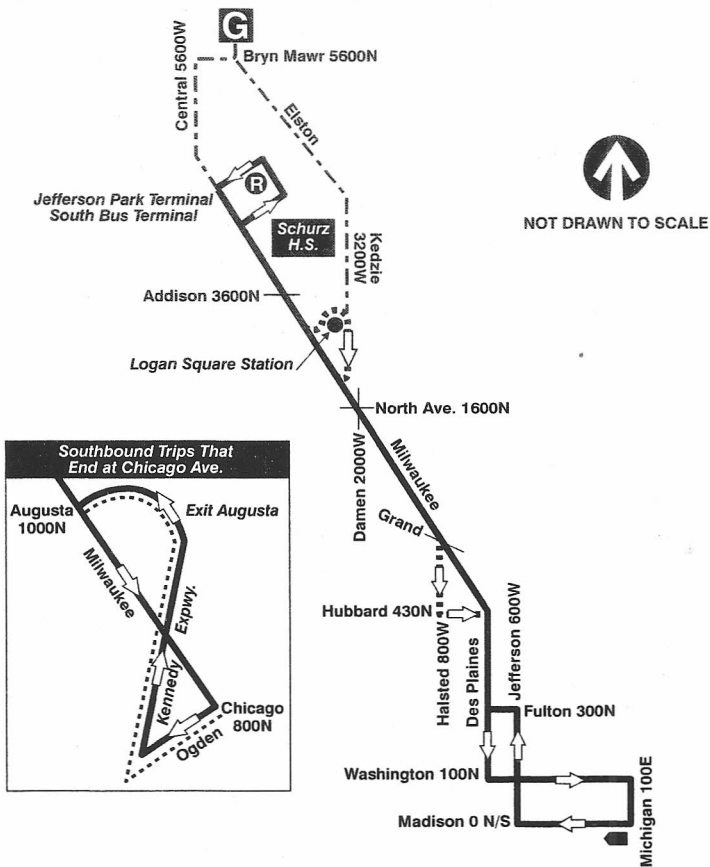 G
Bryn Mawr 5600N
Central 5600W
Elston
R
Jefferson Park Terminal
South Bus Terminal
Schurz
H.S.
Kedzie
3200W
NOT DRAWN TO SCALE
Addison 3600N
Logan Square Station
North Ave. 1600N
Damen 2000W
Milwaukee
Grand
Southbound Trips That
End at Chicago Ave.
Augusta
1000N
Exit Augusta
Milwaukee
Kennedy
Expwy.
Chicago
800N
Ogden
Hubbard 430N
Halsted 800W
Des Plaines
Jefferson 600W
Fulton 300N
Washington 100N
Madison 0 N/S
Michigan 100E